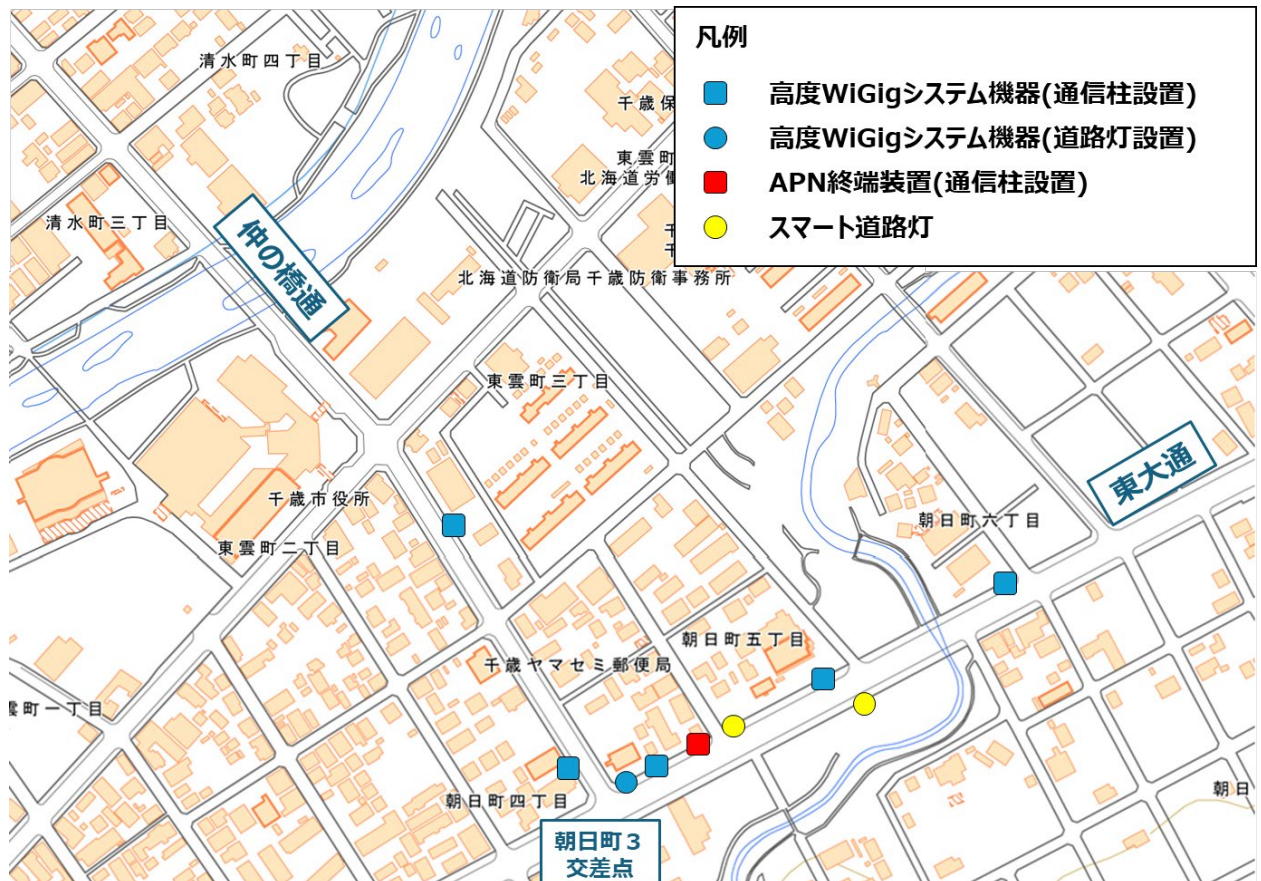 凡例
高度WiGigシステム機器(通信柱設置)
高度WiGigシステム機器(道路灯設置)
APN終端装置(通信柱設置)
スマート道路灯
清水町四丁目
千歳保
東雲町
北海道労働
清水町三丁目
仲の橋通
千
千
北海道防衛局千歳防衛事務所
東雲町三丁目
東大通
千歳市役所
東雲町二丁目
朝日町六丁目
朝日町五丁目
千歳ヤマセミ郵便局
雲町一丁目
朝日町四丁目
朝日
朝日町3
交差点